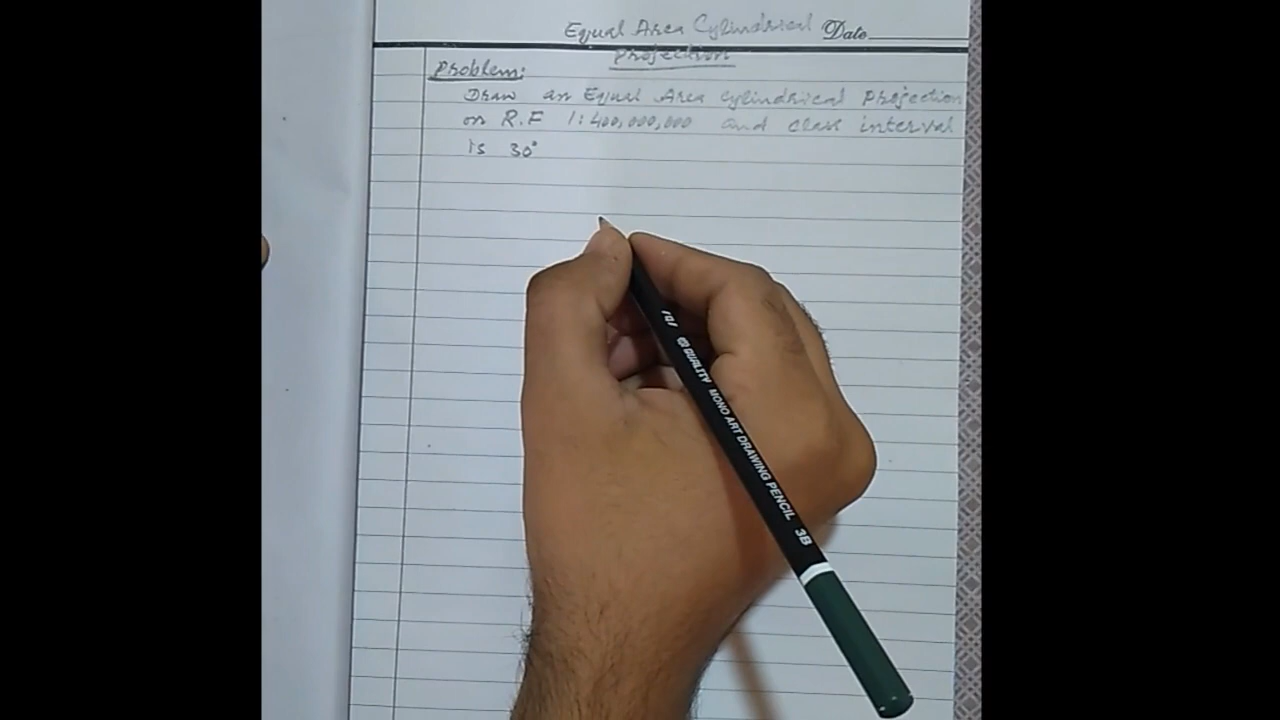 Equal Area Cylindrical Date
Projection
Problem:
Draw an Equal Area Cylindrical Projection
on R.F 1:400,000,000 and class interval
is 30°
QUALITY MONO ART DRAWING PENCIL 3B